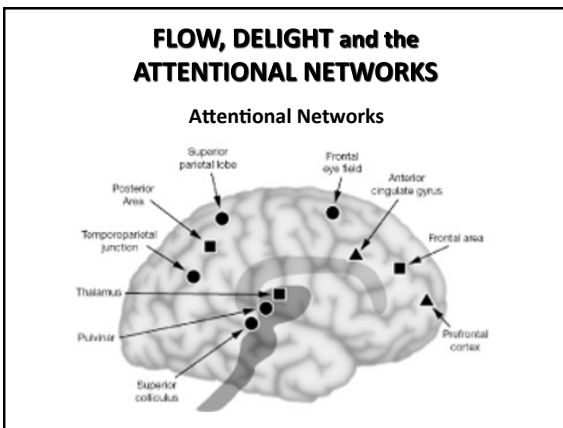 FLOW, DELIGHT and the
ATTENTIONAL NETWORKS
Attentional Networks
Superior
parietal lobe
Frontal
eye field
Anterior
cingulate gyrus
Posterior
Area
Frontal area
Temporoparietal
junction
Thalamus
Pulvinar
Prefrontal
cortex
Superior
colliculus